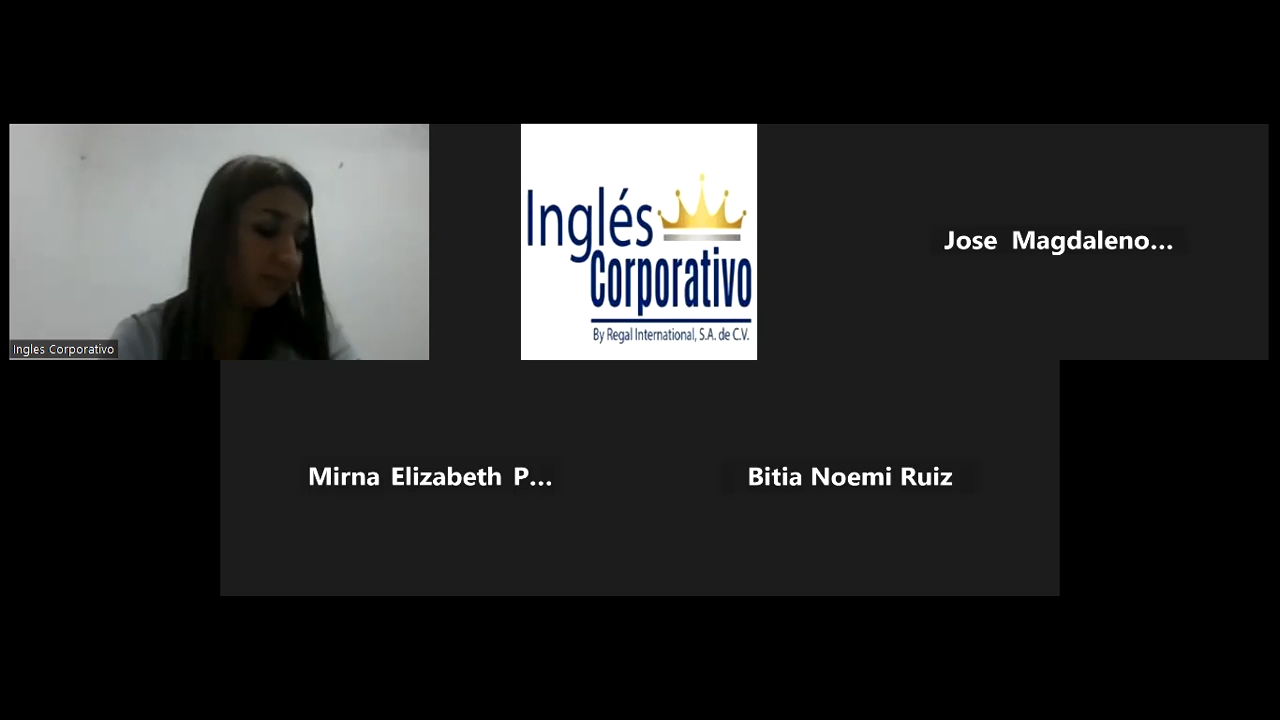 Inglés
Corporativo
By Regal International, S.A. de C.V.
Jose Magdaleno...
Ingles Corporativo
Mirna Elizabeth P...
Bitia Noemi Ruiz